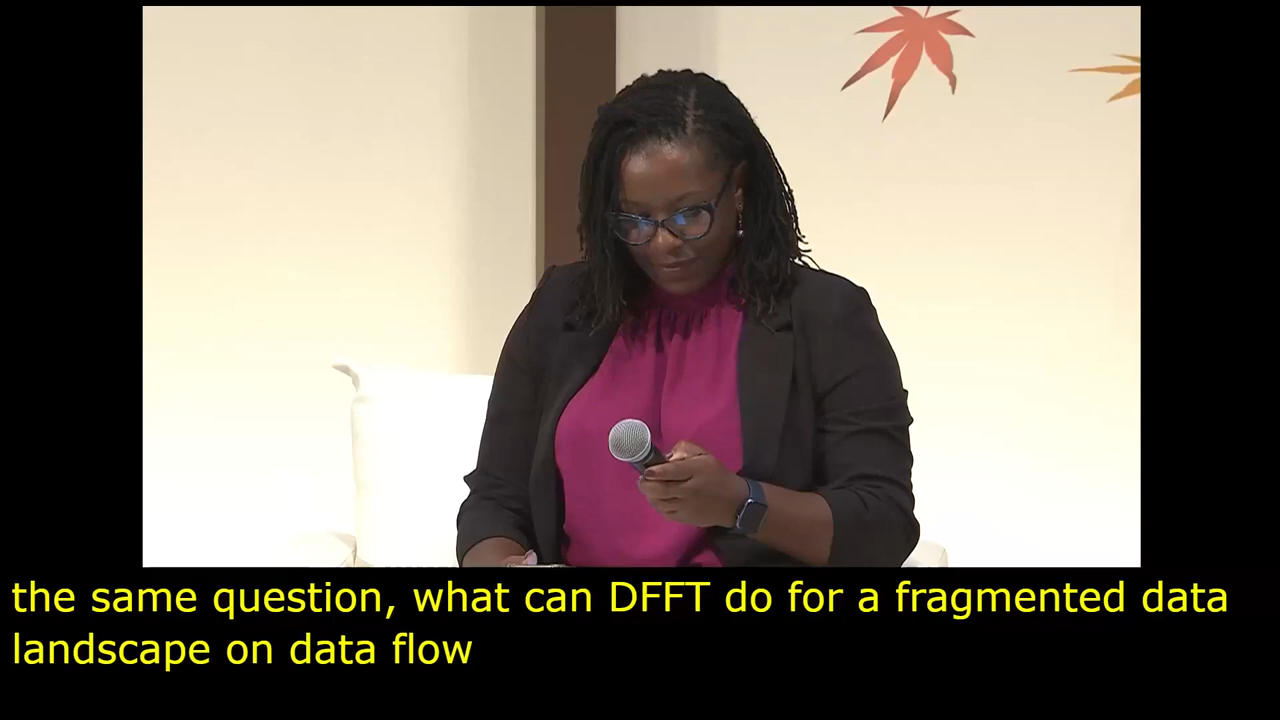 the same question, what can DFFT do for a fragmented data
landscape on data flow